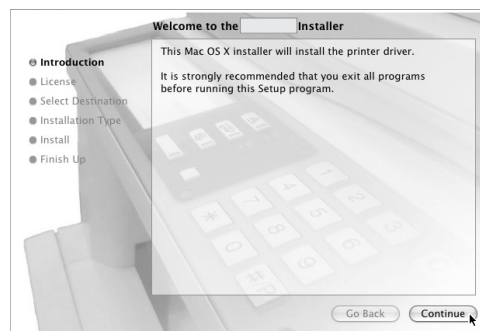 Welcome to the Installer
Introduction
License
Select Destination
Installation Type
Install
Finish Up
This Mac OS X installer will install the printer driver.
It is strongly recommended that you exit all programs
before running this Setup program.
Go Back Continue